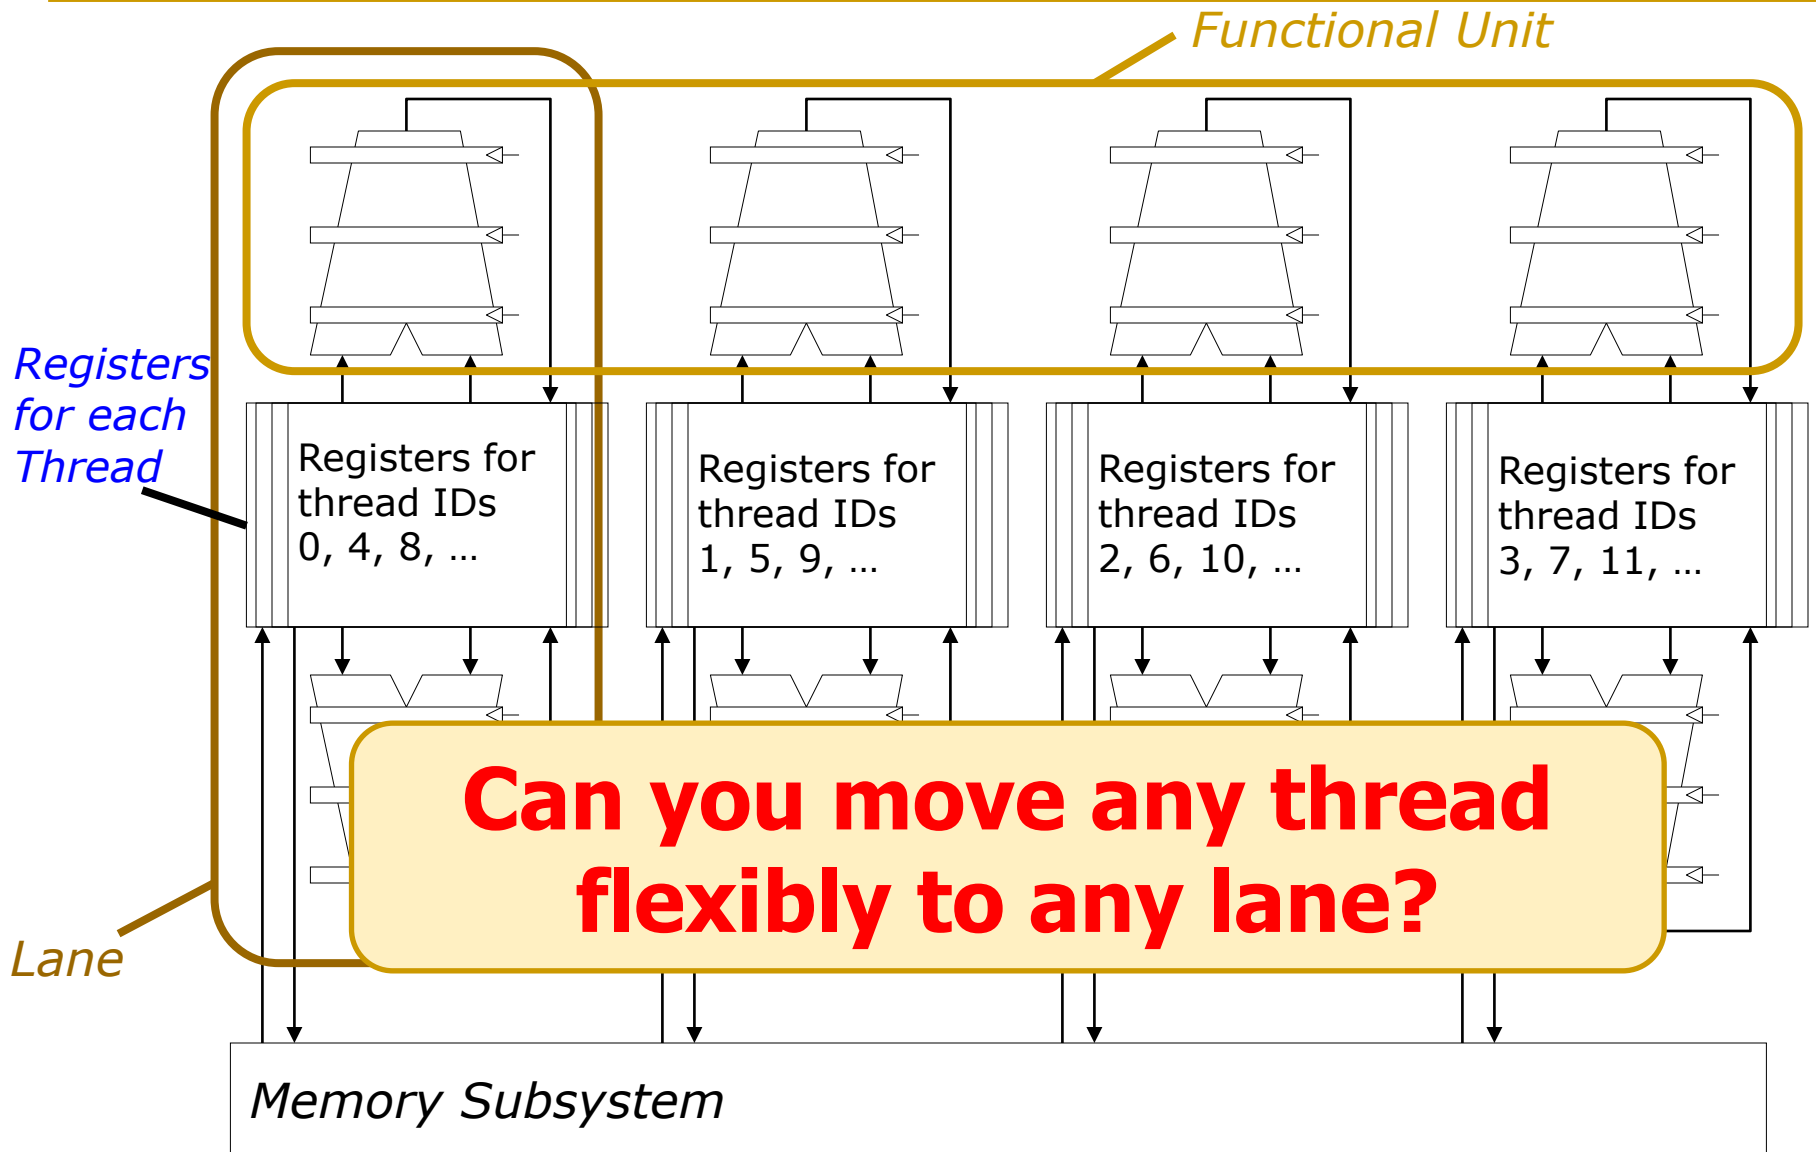 Functional Unit
Registers
for each
Thread
Registers for
thread IDs
0, 4, 8, …
Registers for
thread IDs
1, 5, 9, …
Registers for
thread IDs
2, 6, 10, …
Registers for
thread IDs
3, 7, 11, …
Can you move any thread
flexibly to any lane?
Lane
Memory Subsystem